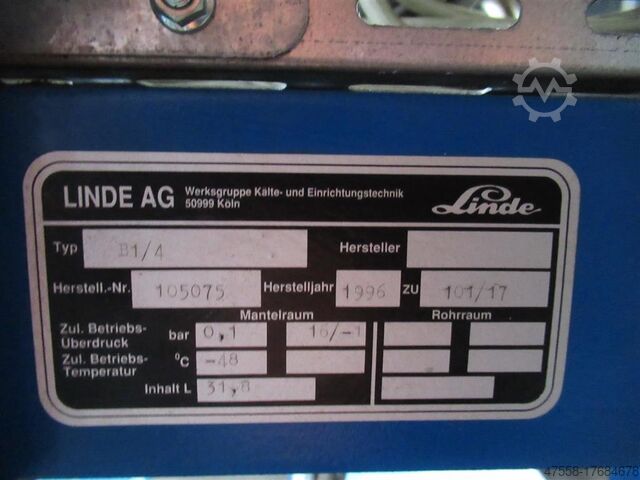 LINDE AG Werksgruppe Kälte- und Einrichtungstechnik
50999 Köln
Linde
Typ B1/4 Hersteller
Herstell.-Nr. 105075 Herstelljahr 1996 ZU 101/17
Mantelraum Rohrraum
Zul. Betriebs-
Überdruck bar 0,1 16/-1
Zul. Betriebs-
Temperatur °C -48
Inhalt L 31,8
47558-17684678